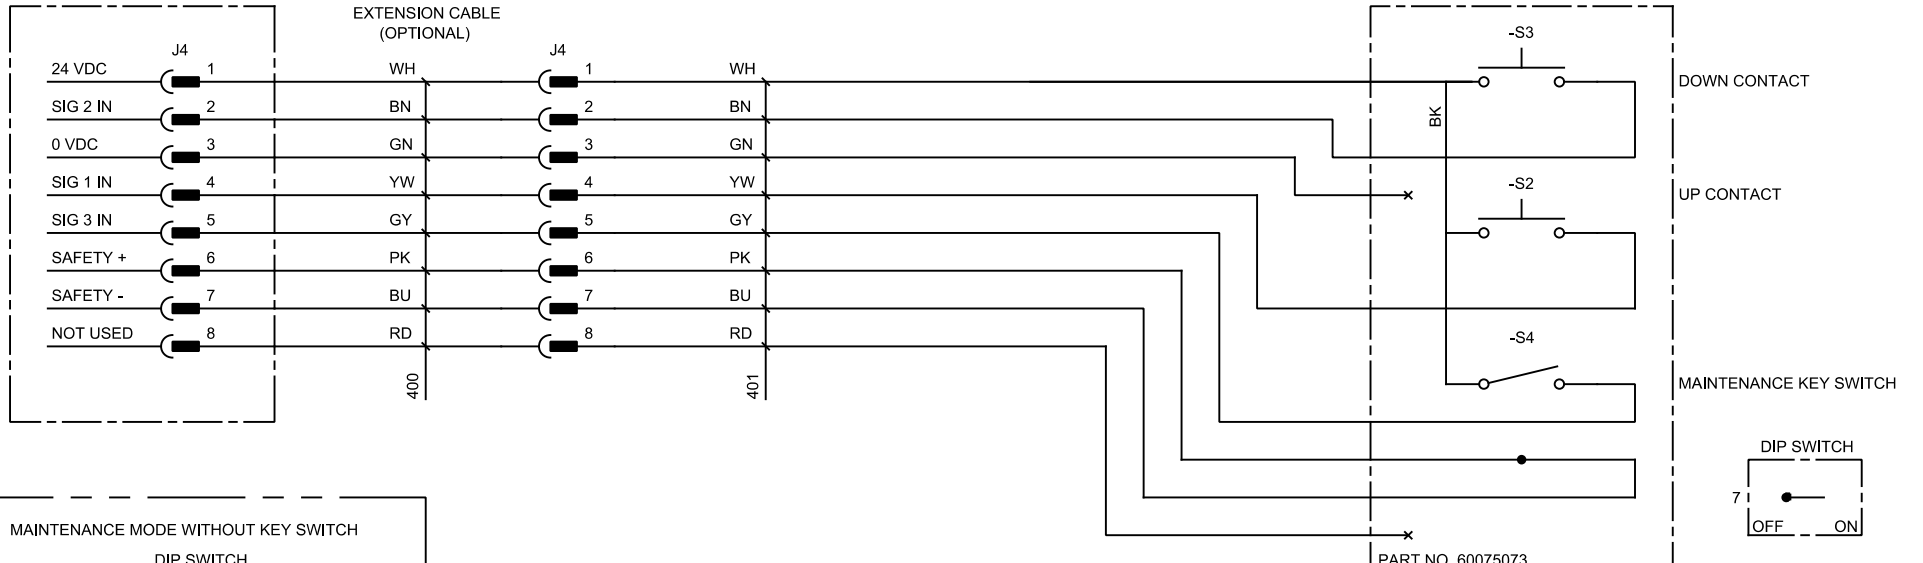 EXTENSION CABLE
(OPTIONAL)
J4
J4
-S3
24 VDC 1 WH 1 WH
DOWN CONTACT
SIG 2 IN 2 BN 2 BN
BK
0 VDC 3 GN 3 GN
SIG 1 IN 4 YW 4 YW
-S2
UP CONTACT
SIG 3 IN 5 GY 5 GY
SAFETY + 6 PK 6 PK
SAFETY - 7 BU 7 BU
NOT USED 8 RD 8 RD
-S4
400
401
MAINTENANCE KEY SWITCH
DIP SWITCH
7
OFF ON
MAINTENANCE MODE WITHOUT KEY SWITCH
DIP SWITCH
PART NO. 60075073